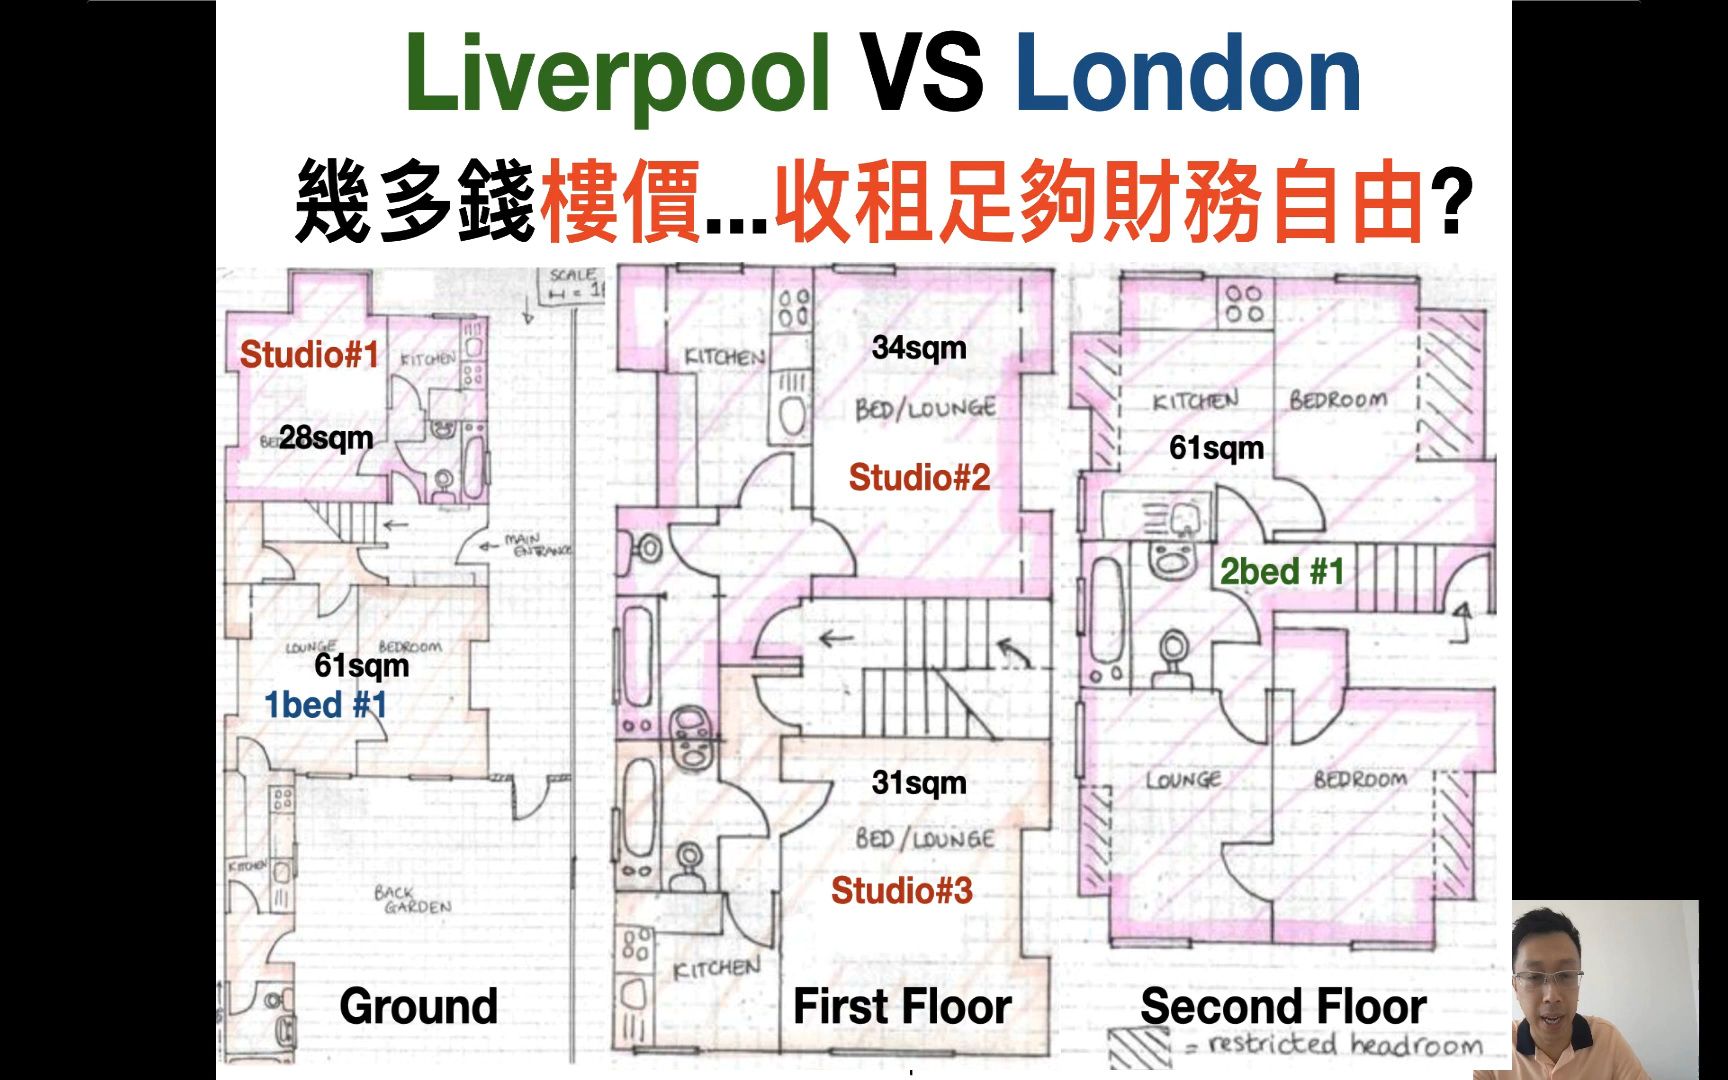 Liverpool VS London
幾多錢樓價...收租足夠財務自由?
SCALE
Studio#1
KITCHEN
28sqm
MAIN
ENTRANCE
LOUNGE
BEDROOM
61sqm
1bed #1
KITCHEN
BACK
GARDEN
Ground
KITCHEN
34sqm
BED/LOUNGE
Studio#2
31sqm
BED/LOUNGE
Studio#3
KITCHEN
First Floor
KITCHEN
BEDROOM
61sqm
2bed #1
LOUNGE
BEDROOM
Second Floor
= restricted headroom